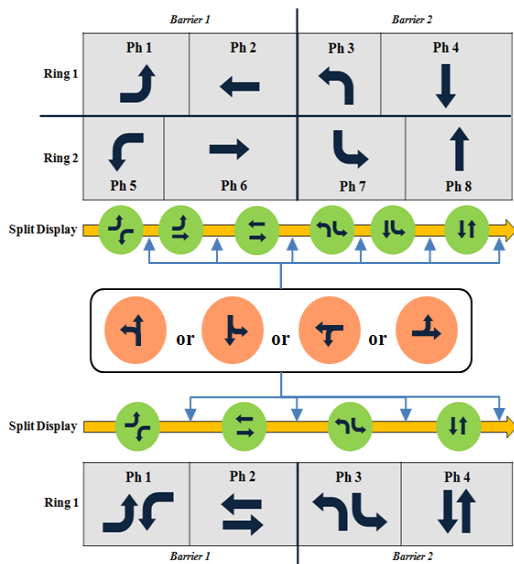 Barrier 1 Barrier 2
Ph 1 Ph 2 Ph 3 Ph 4
Ring 1
Ring 2
Ph 5 Ph 6 Ph 7 Ph 8
Split Display
or or or
Split Display
Ph 1 Ph 2 Ph 3 Ph 4
Ring 1
Barrier 1 Barrier 2